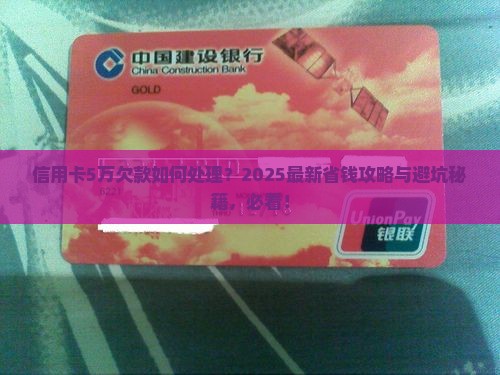 中国建设银行
China Construction Bank
GOLD
信用卡5万欠款如何处理？2025最新省钱攻略与避坑秘
籍，必看！
UnionPay
银联